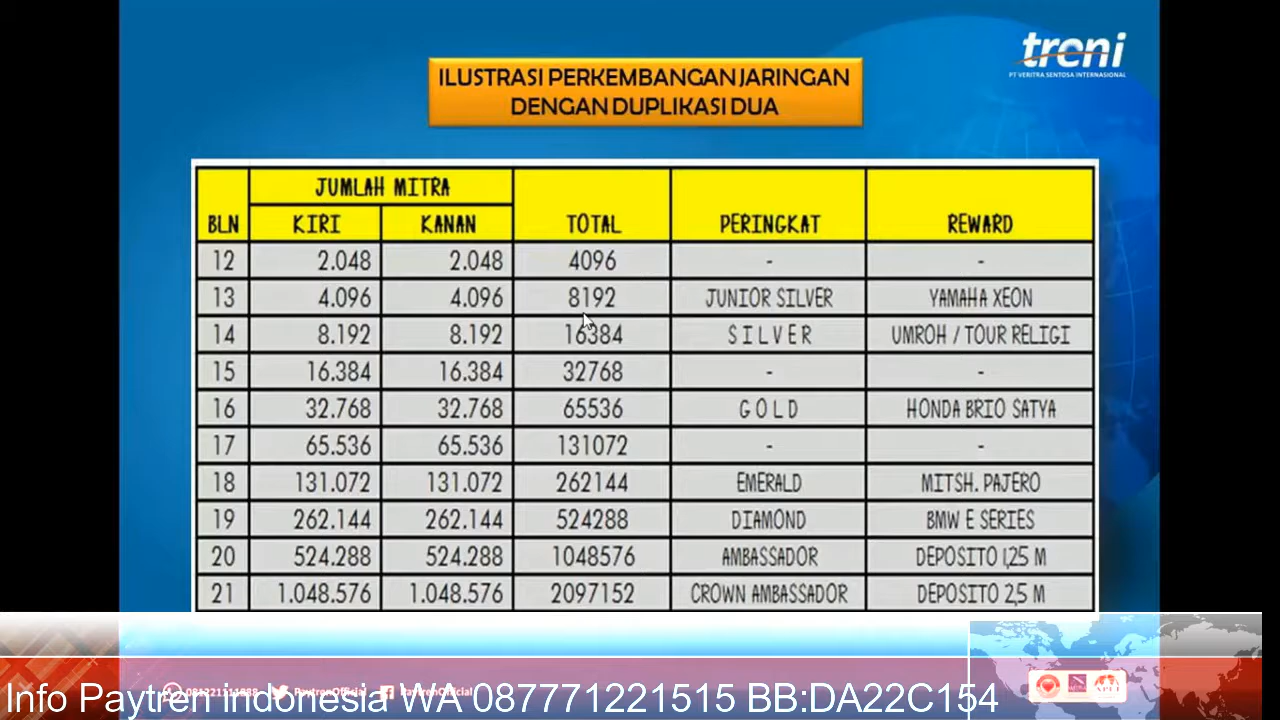 treni
PT VERITRA SENTOSA INTERNASIONAL
ILUSTRASI PERKEMBANGAN JARINGAN
DENGAN DUPLIKASI DUA
BLN JUMLAH MITRA TOTAL PERINGKAT REWARD
KIRI KANAN
12 2.048 2.048 4096 - -
13 4.096 4.096 8192 JUNIOR SILVER YAMAHA XEON
14 8.192 8.192 16384 SILVER UMROH / TOUR RELIGI
15 16.384 16.384 32768 - -
16 32.768 32.768 65536 GOLD HONDA BRIO SATYA
17 65.536 65.536 131072 - -
18 131.072 131.072 262144 EMERALD MITSH. PAJERO
19 262.144 262.144 524288 DIAMOND BMW E SERIES
20 524.288 524.288 1048576 AMBASSADOR DEPOSITO 1,25 M
21 1.048.576 1.048.576 2097152 CROWN AMBASSADOR DEPOSITO 2,5 M
PaytrenOfficial PaytrenOfficial
Info Paytren indonesia WA 087771221515 BB:DA22C154